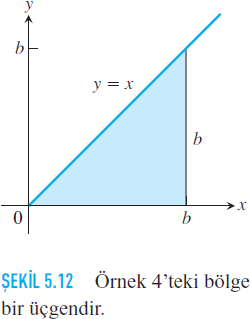 y
b
y = x
b
0
b
x
ŞEKİL 5.12 Örnek 4'teki bölge
bir üçgendir.